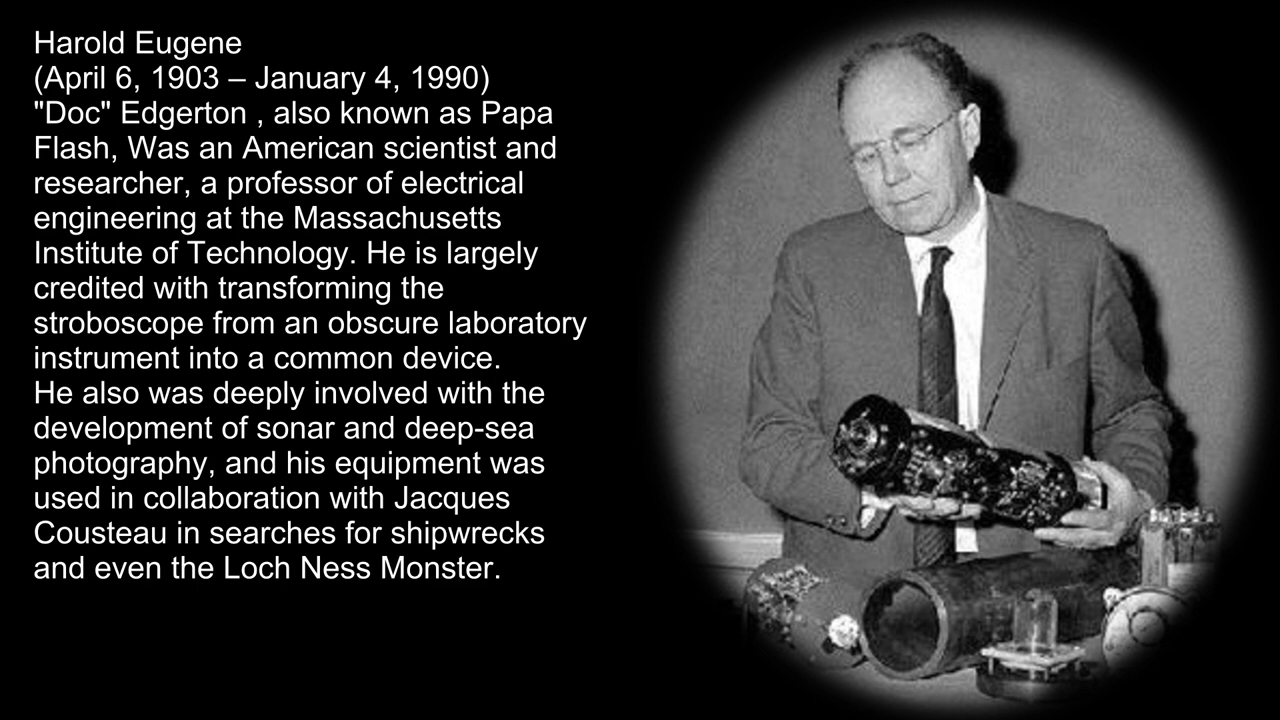 Harold Eugene
(April 6, 1903 – January 4, 1990)
"Doc" Edgerton , also known as Papa
Flash, Was an American scientist and
researcher, a professor of electrical
engineering at the Massachusetts
Institute of Technology. He is largely
credited with transforming the
stroboscope from an obscure laboratory
instrument into a common device.
He also was deeply involved with the
development of sonar and deep-sea
photography, and his equipment was
used in collaboration with Jacques
Cousteau in searches for shipwrecks
and even the Loch Ness Monster.